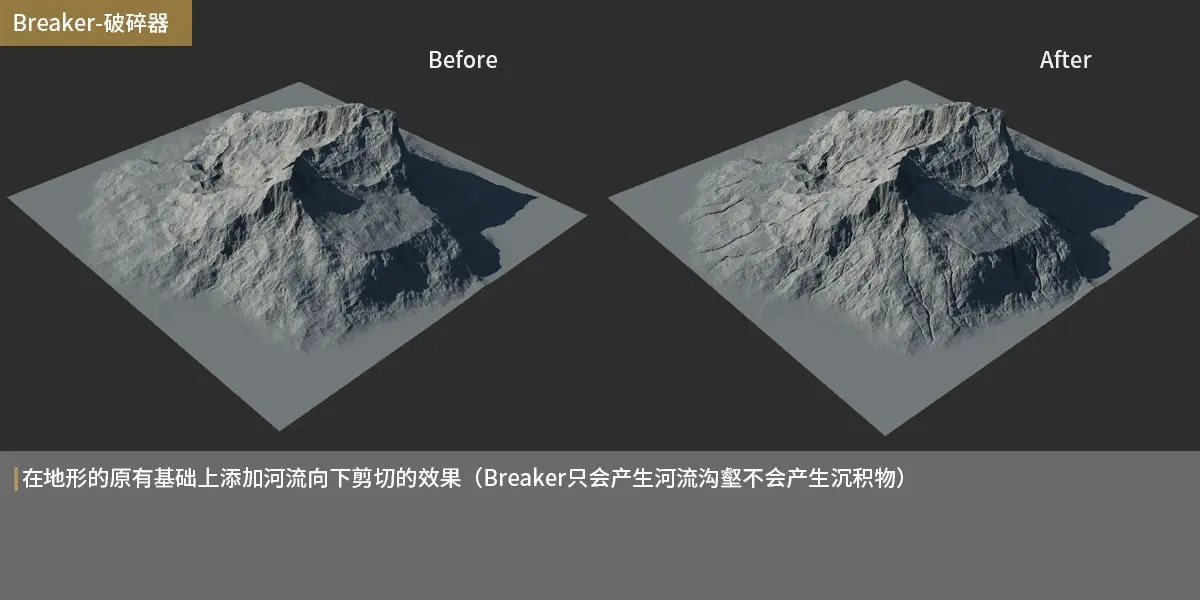 Breaker-破碎器
Before
After
在地形的原有基础上添加河流向下剪切的效果（Breaker只会产生河流沟壑不会产生沉积物）